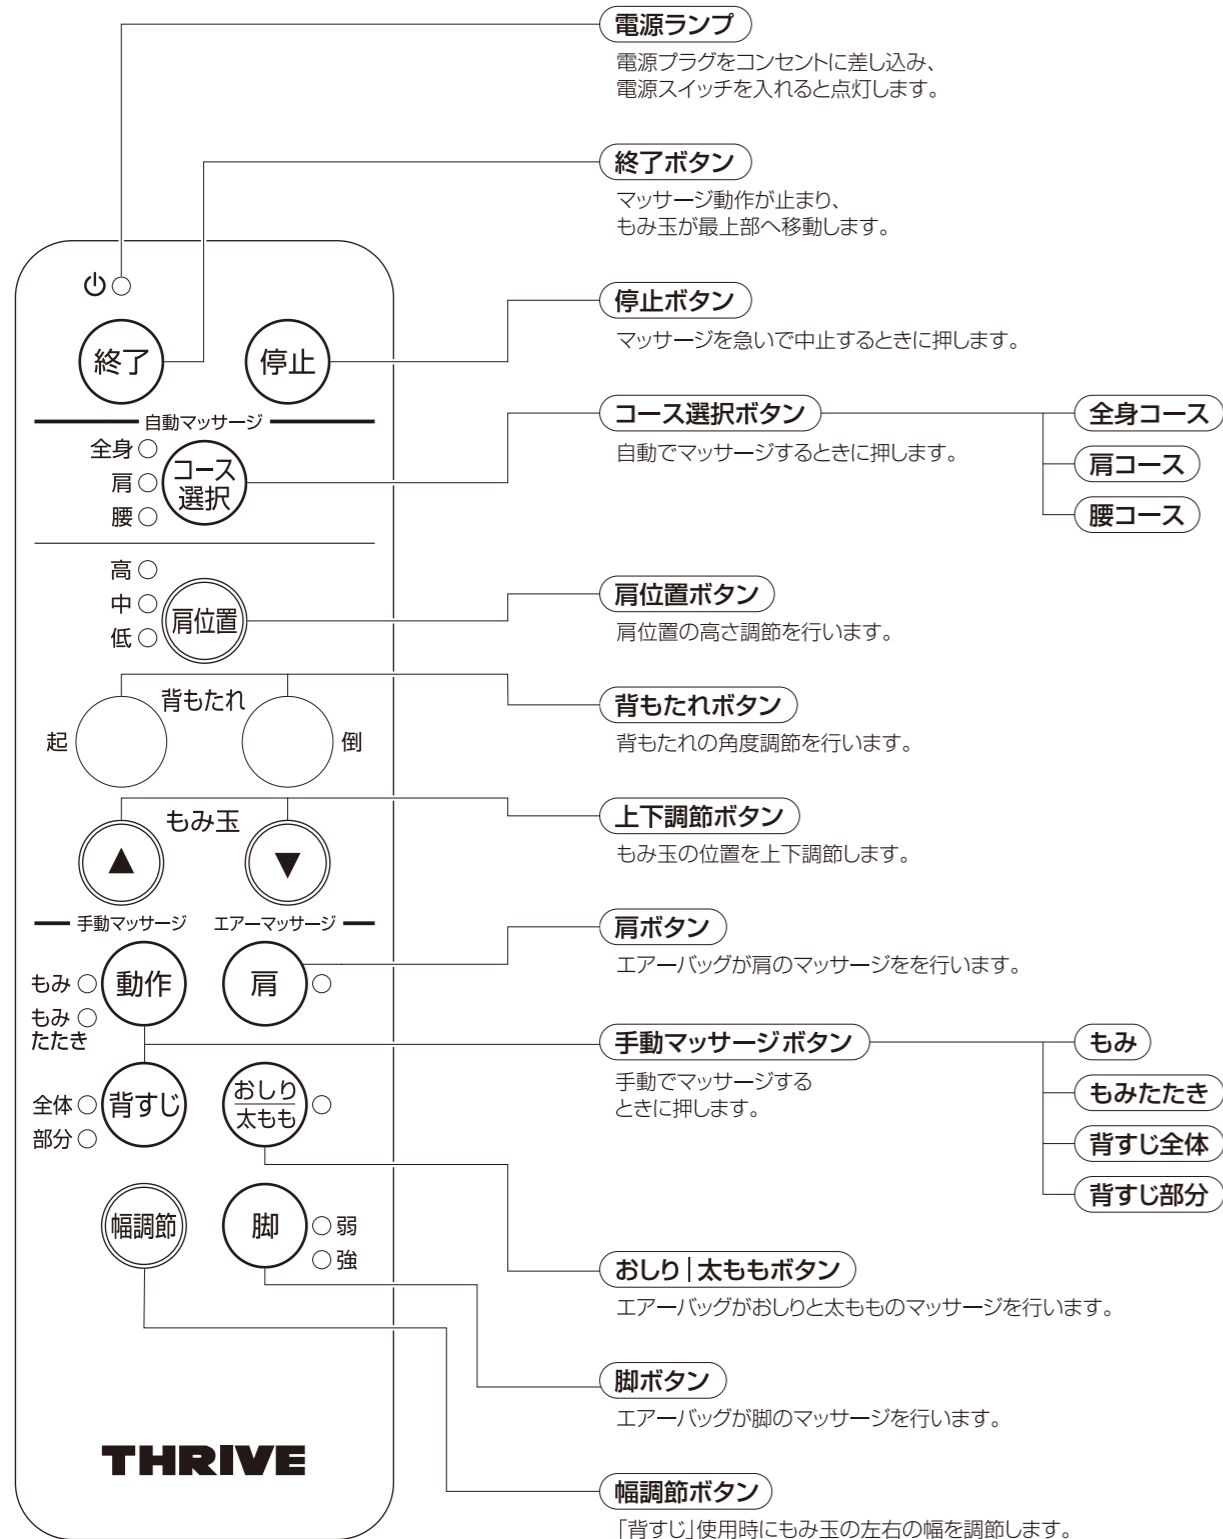 電源ランプ
電源プラグをコンセントに差し込み、
電源スイッチを入れると点灯します。
終了ボタン
マッサージ動作が止まり、
もみ玉が最上部へ移動します。
停止ボタン
マッサージを急いで中止するときに押します。
コース選択ボタン
自動でマッサージするときに押します。
全身コース
肩コース
腰コース
肩位置ボタン
肩位置の高さ調節を行います。
背もたれボタン
背もたれの角度調節を行います。
上下調節ボタン
もみ玉の位置を上下調節します。
肩ボタン
エアーバッグが肩のマッサージをを行います。
手動マッサージボタン
手動でマッサージする
ときに押します。
もみ
もみたたき
背すじ全体
背すじ部分
おしり|太ももボタン
エアーバッグがおしりと太もものマッサージを行います。
脚ボタン
エアーバッグが脚のマッサージを行います。
幅調節ボタン
「背すじ」使用時にもみ玉の左右の幅を調節します。
終了
停止
自動マッサージ
全身
肩
腰
コース
選択
高
中
低
肩位置
背もたれ
起
倒
もみ玉
▲
▼
手動マッサージ
エアーマッサージ
もみ
もみ
たたき
動作
肩
全体
部分
背すじ
おしり
太もも
幅調節
脚
弱
強
THRIVE